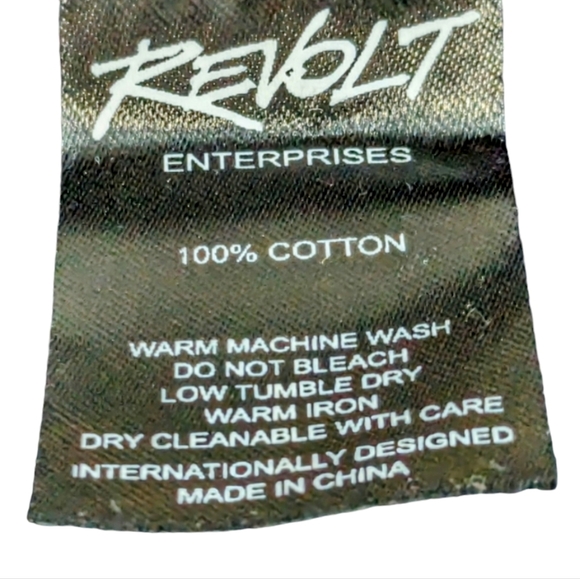 REVOLT
ENTERPRISES
100% COTTON
WARM MACHINE WASH
DO NOT BLEACH
LOW TUMBLE DRY
WARM IRON
DRY CLEANABLE WITH CARE
INTERNATIONALLY DESIGNED
MADE IN CHINA